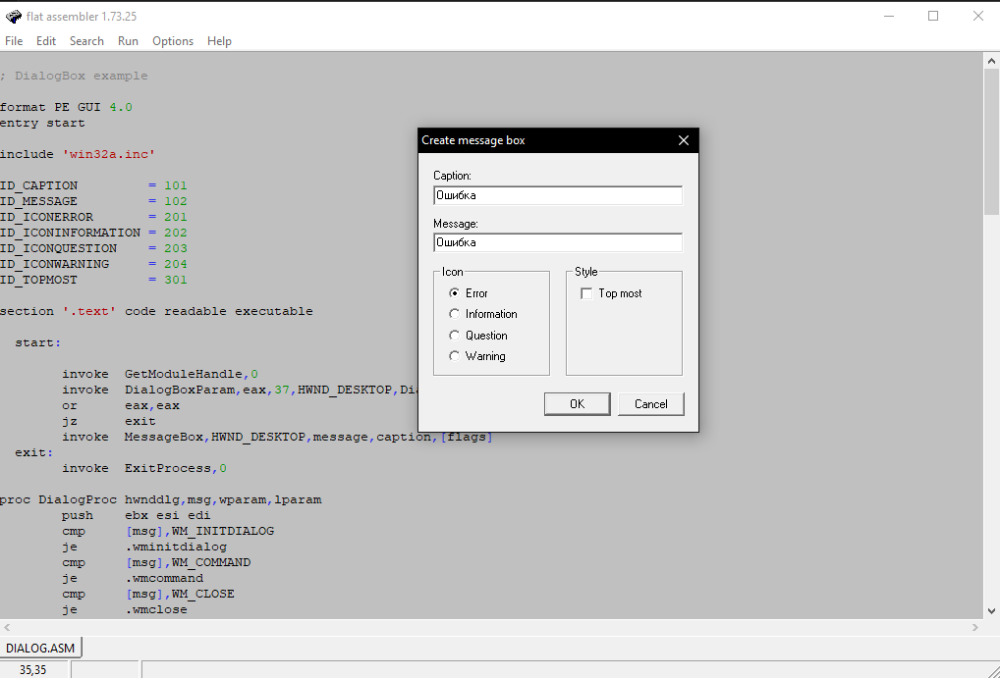 flat assembler 1.73.25
File Edit Search Run Options Help
; DialogBox example
format PE GUI 4.0
entry start
include 'win32a.inc'
ID_CAPTION = 101
ID_MESSAGE = 102
ID_ICONERROR = 201
ID_ICONINFORMATION = 202
ID_ICONQUESTION = 203
ID_ICONWARNING = 204
ID_TOPMOST = 301
section '.text' code readable executable
start:
invoke GetModuleHandle,0
invoke DialogBoxParam,eax,37,HWND_DESKTOP,
or eax,eax
jz exit
invoke MessageBox,HWND_DESKTOP,message,caption,[flags]
exit:
invoke ExitProcess,0
proc DialogProc hwnddlg,msg,wparam,lparam
push ebx esi edi
cmp [msg],WM_INITDIALOG
je .wminitdialog
cmp [msg],WM_COMMAND
je .wmcommand
cmp [msg],WM_CLOSE
je .wmclose
Create message box
Caption:
Ошибка
Message:
Ошибка
Icon
Error
Information
Question
Warning
Style
Top most
OK Cancel
DIALOG.ASM
35,35